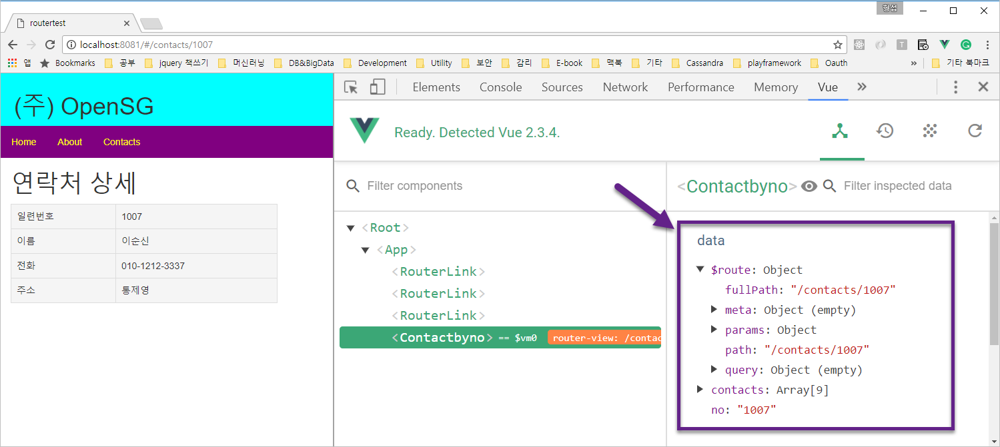 형섭
routertest
localhost:8081/#/contacts/1007
앱 Bookmarks 공부 jquery 책쓰기 머신러닝 DB&BigData Development Utility 보안 감리 E-book 맥북 기타 Cassandra playframework Oauth » 기타 북마크
(주) OpenSG
Home About Contacts
연락처 상세
일련번호 1007
이름 이순신
전화 010-1212-3337
주소 통제영
Elements Console Sources Network Performance Memory Vue »
Ready. Detected Vue 2.3.4.
Filter components
<Root>
<App>
<RouterLink>
<RouterLink>
<RouterLink>
<Contactbyno> == $vm0 router-view: /contac
<Contactbyno> Filter inspected data
data
$route: Object
fullPath: "/contacts/1007"
meta: Object (empty)
params: Object
path: "/contacts/1007"
query: Object (empty)
contacts: Array[9]
no: "1007"